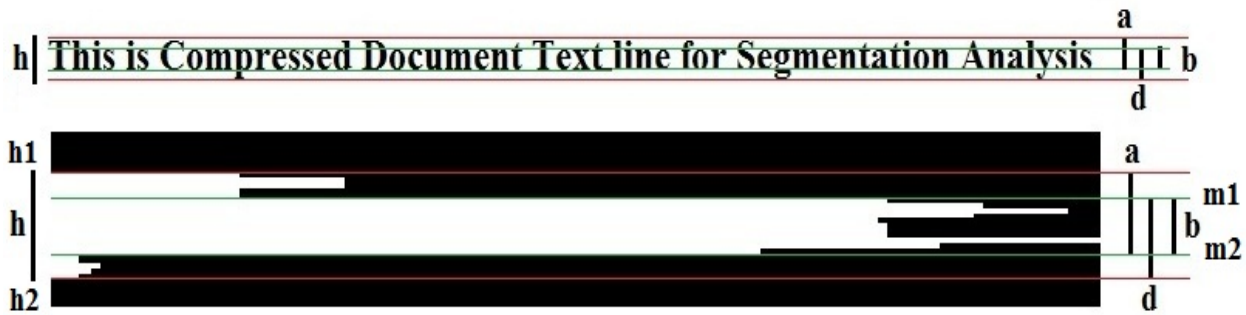 a
h This is Compressed Document Text line for Segmentation Analysis b
d
h1 a
m1
h b
m2
h2 d